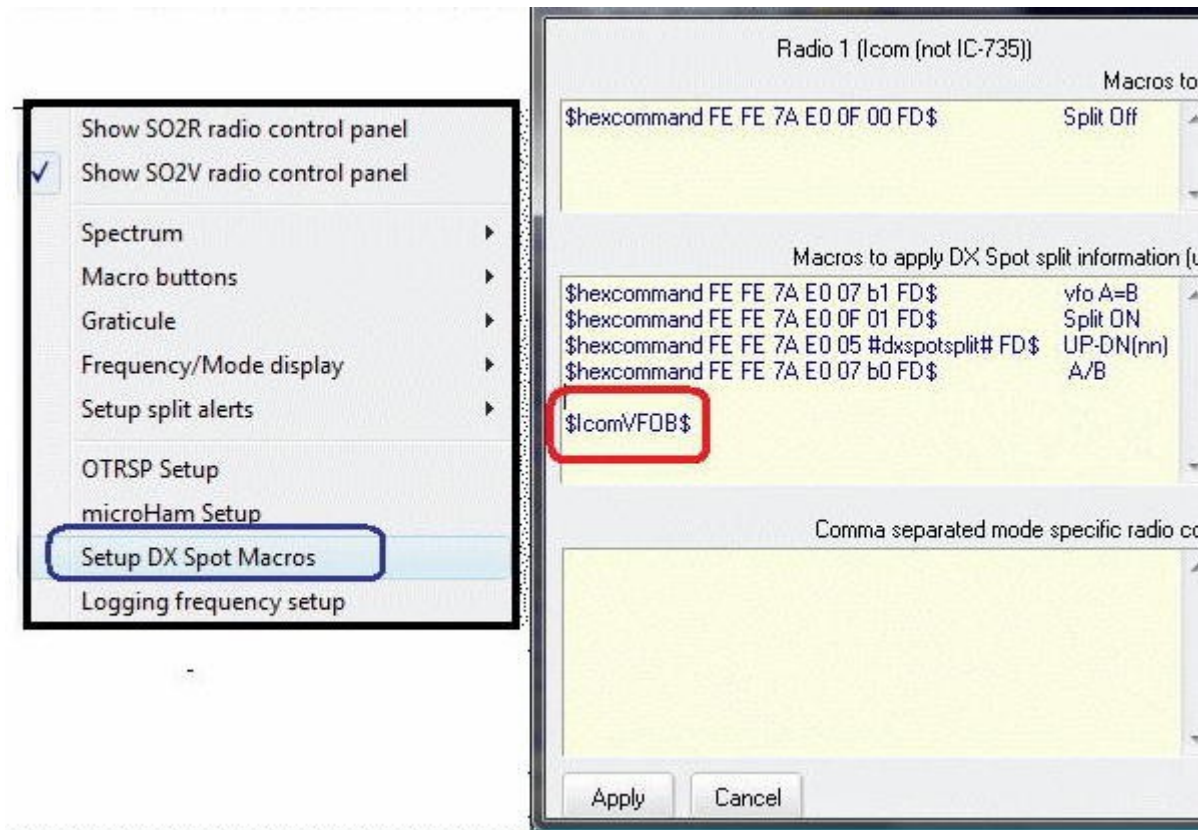 Show SO2R radio control panel
Show SO2V radio control panel
Spectrum
Macro buttons
Graticule
Frequency/Mode display
Setup split alerts
OTRSP Setup
microHam Setup
Setup DX Spot Macros
Logging frequency setup
Radio 1 (Icom (not IC-735))
Macros to
$hexcommand FE FE 7A E0 0F 00 FD$ Split Off
Macros to apply DX Spot split information (u
$hexcommand FE FE 7A E0 07 b1 FD$ vfo A=B
$hexcommand FE FE 7A E0 0F 01 FD$ Split ON
$hexcommand FE FE 7A E0 05 #dxspotsplit# FD$ UP-DN(nn)
$hexcommand FE FE 7A E0 07 b0 FD$ A/B
$IcomVFOB$
Comma separated mode specific radio co
Apply Cancel